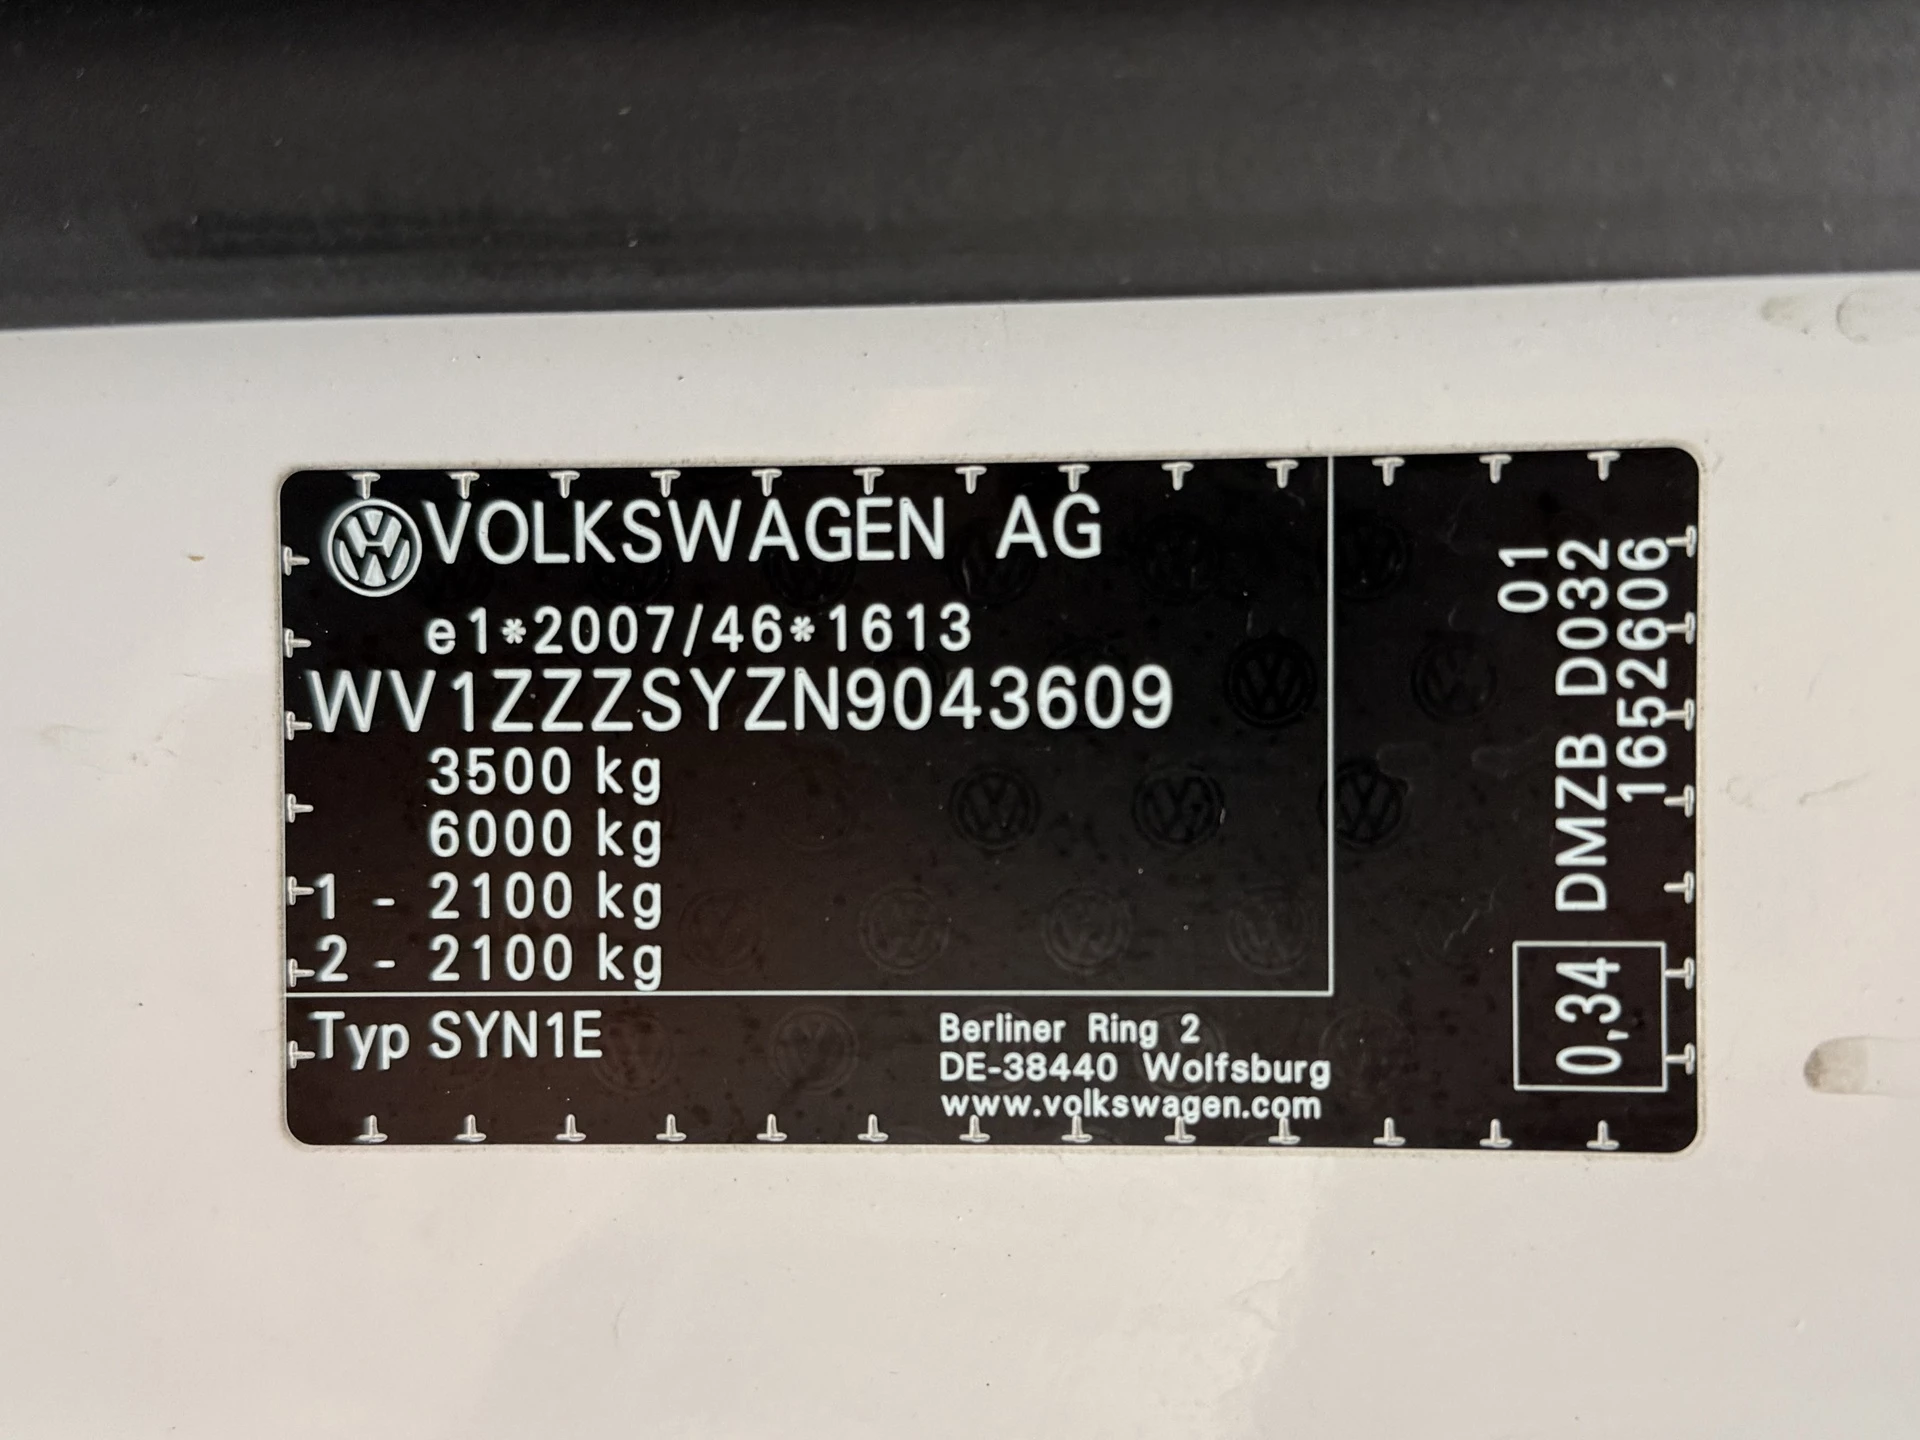 VOLKSWAGEN AG
e1*2007/46*1613
WV1ZZZSYZN9043609
3500 kg
6000 kg
1 - 2100 kg
2 - 2100 kg
Typ SYN1E
Berliner Ring 2
DE-38440 Wolfsburg
www.volkswagen.com
01
0,34 DMZB D032
16526606